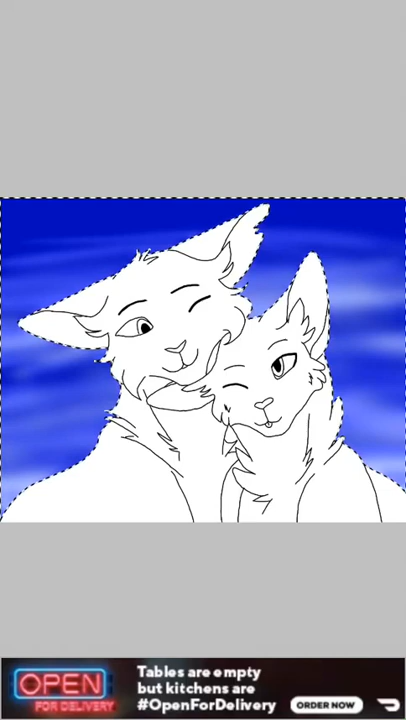 OPEN
FOR DELIVERY
Tables are empty
but kitchens are
#OpenForDelivery
ORDER NOW